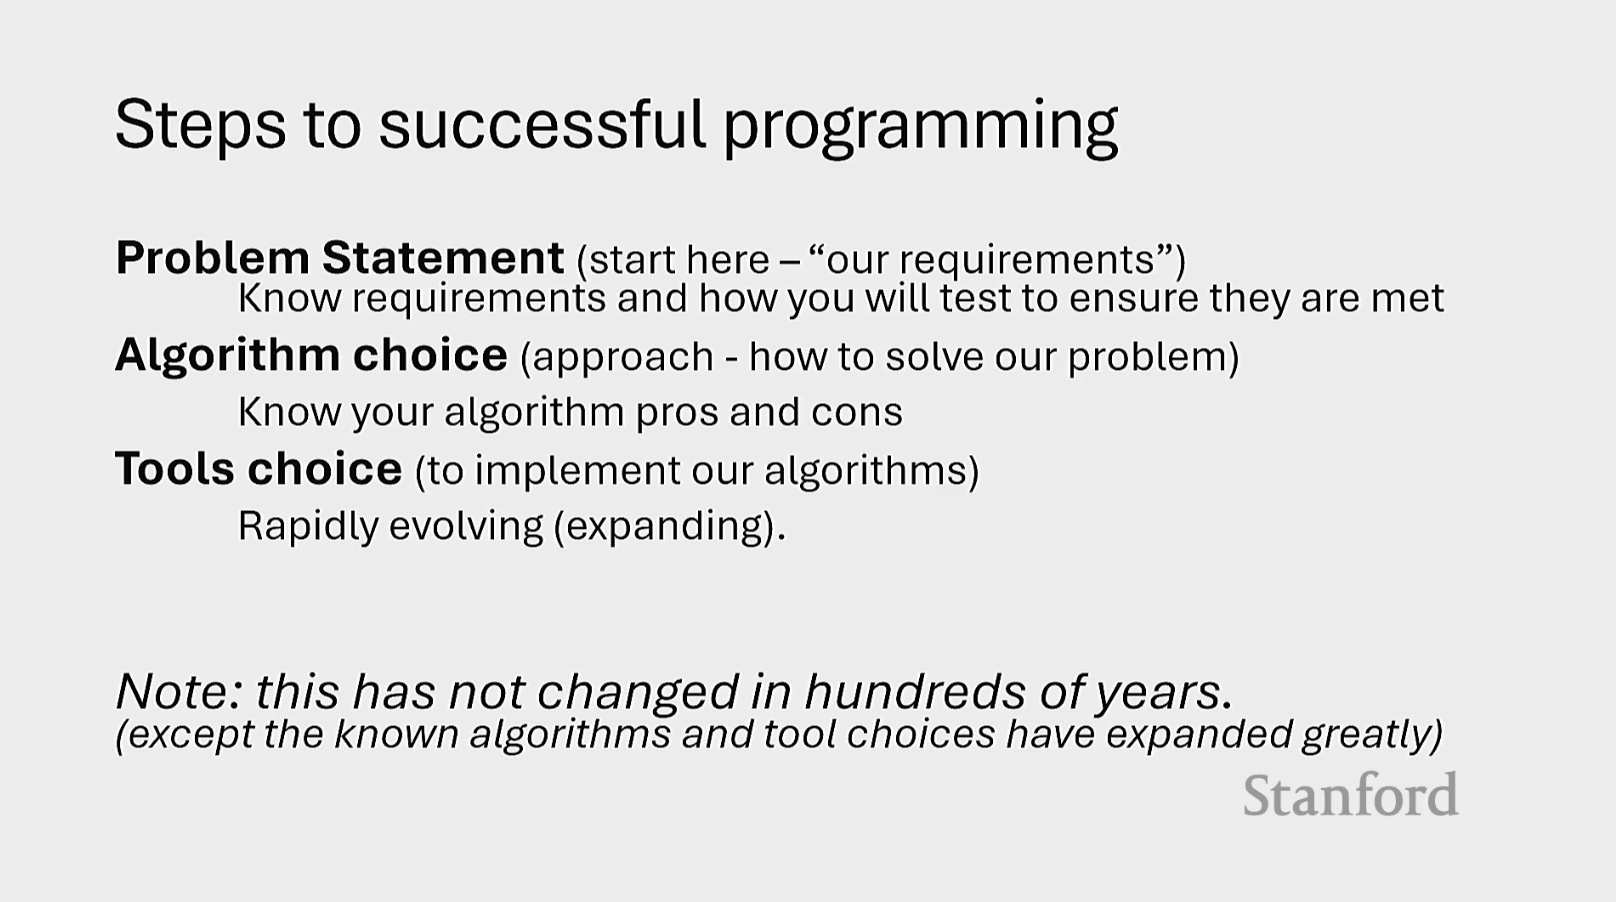 Steps to successful programming
Problem Statement (start here – “our requirements”)
Know requirements and how you will test to ensure they are met
Algorithm choice (approach - how to solve our problem)
Know your algorithm pros and cons
Tools choice (to implement our algorithms)
Rapidly evolving (expanding).
Note: this has not changed in hundreds of years.
(except the known algorithms and tool choices have expanded greatly)
Stanford